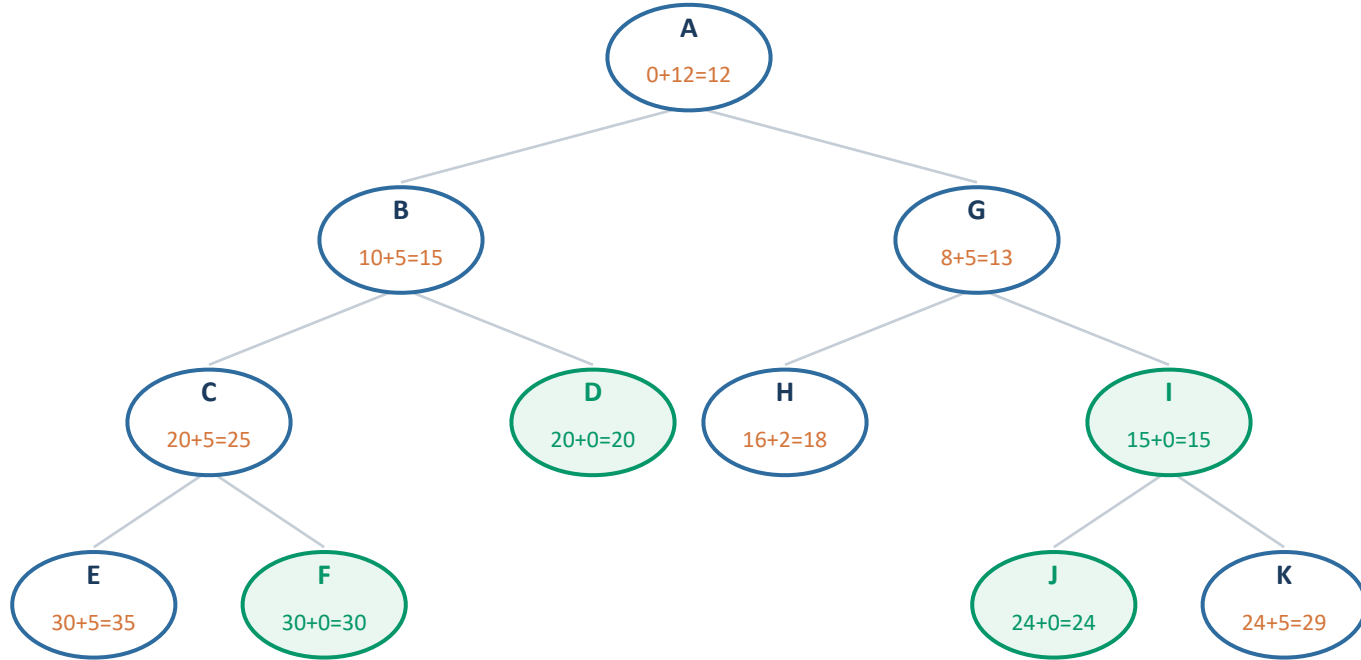 A
0+12=12
B
10+5=15
G
8+5=13
C
20+5=25
D
20+0=20
H
16+2=18
I
15+0=15
E
30+5=35
F
30+0=30
J
24+0=24
K
24+5=29